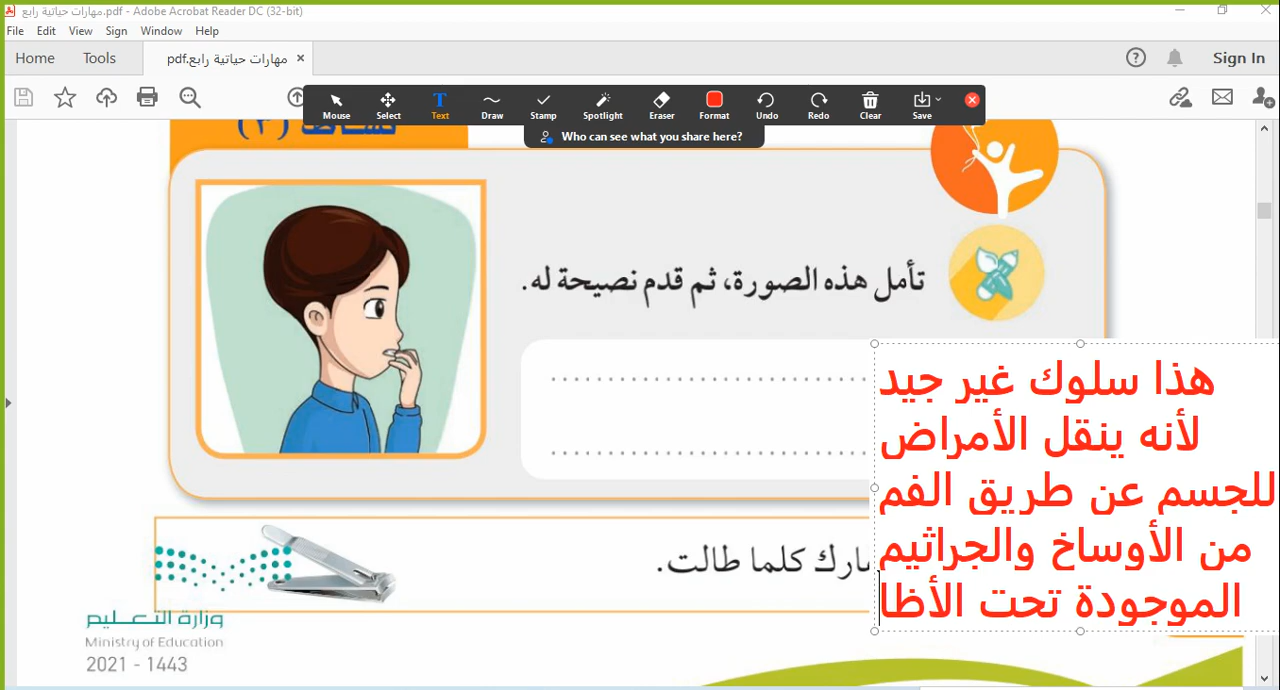 مهارات حياتية رابع.pdf - Adobe Acrobat Reader DC (32-bit)
File Edit View Sign Window Help
Home Tools مهارات حياتية رابع.pdf × Sign In
Mouse Select Text Draw Stamp Spotlight Eraser Format Undo Redo Clear Save
Who can see what you share here?
(٣)
تأمل هذه الصورة، ثم قدم نصيحة له.
هذا سلوك غير جيد
لأنه ينقل الأمراض
للجسم عن طريق الفم
من الأوساخ والجراثيم
الموجودة تحت الأظا
كلما طالت.
وزارة التعليم
Ministry of Education
2021 - 1443